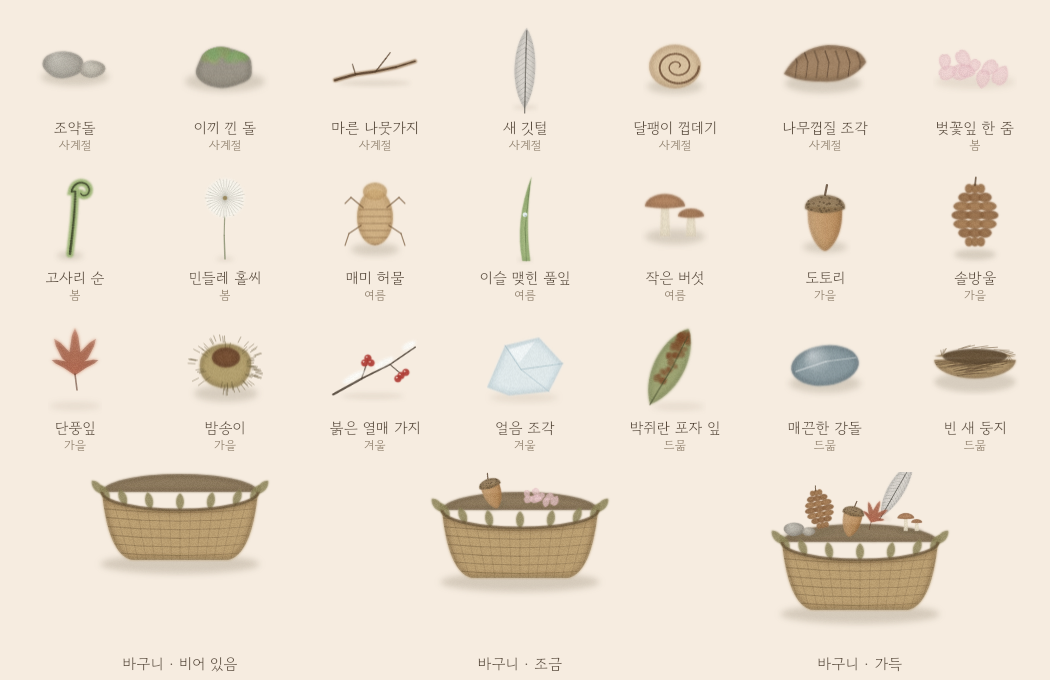 조약돌
사계절
이끼 낀 돌
사계절
마른 나뭇가지
사계절
새 깃털
사계절
달팽이 껍데기
사계절
나무껍질 조각
사계절
벚꽃잎 한 줌
봄
고사리 순
봄
민들레 홀씨
봄
매미 허물
여름
이슬 맺힌 풀잎
여름
작은 버섯
여름
도토리
가을
솔방울
가을
단풍잎
가을
밤송이
가을
붉은 열매 가지
겨울
얼음 조각
겨울
박쥐란 포자 잎
드묾
매끈한 강돌
드묾
빈 새 둥지
드묾
바구니 · 비어 있음
바구니 · 조금
바구니 · 가득